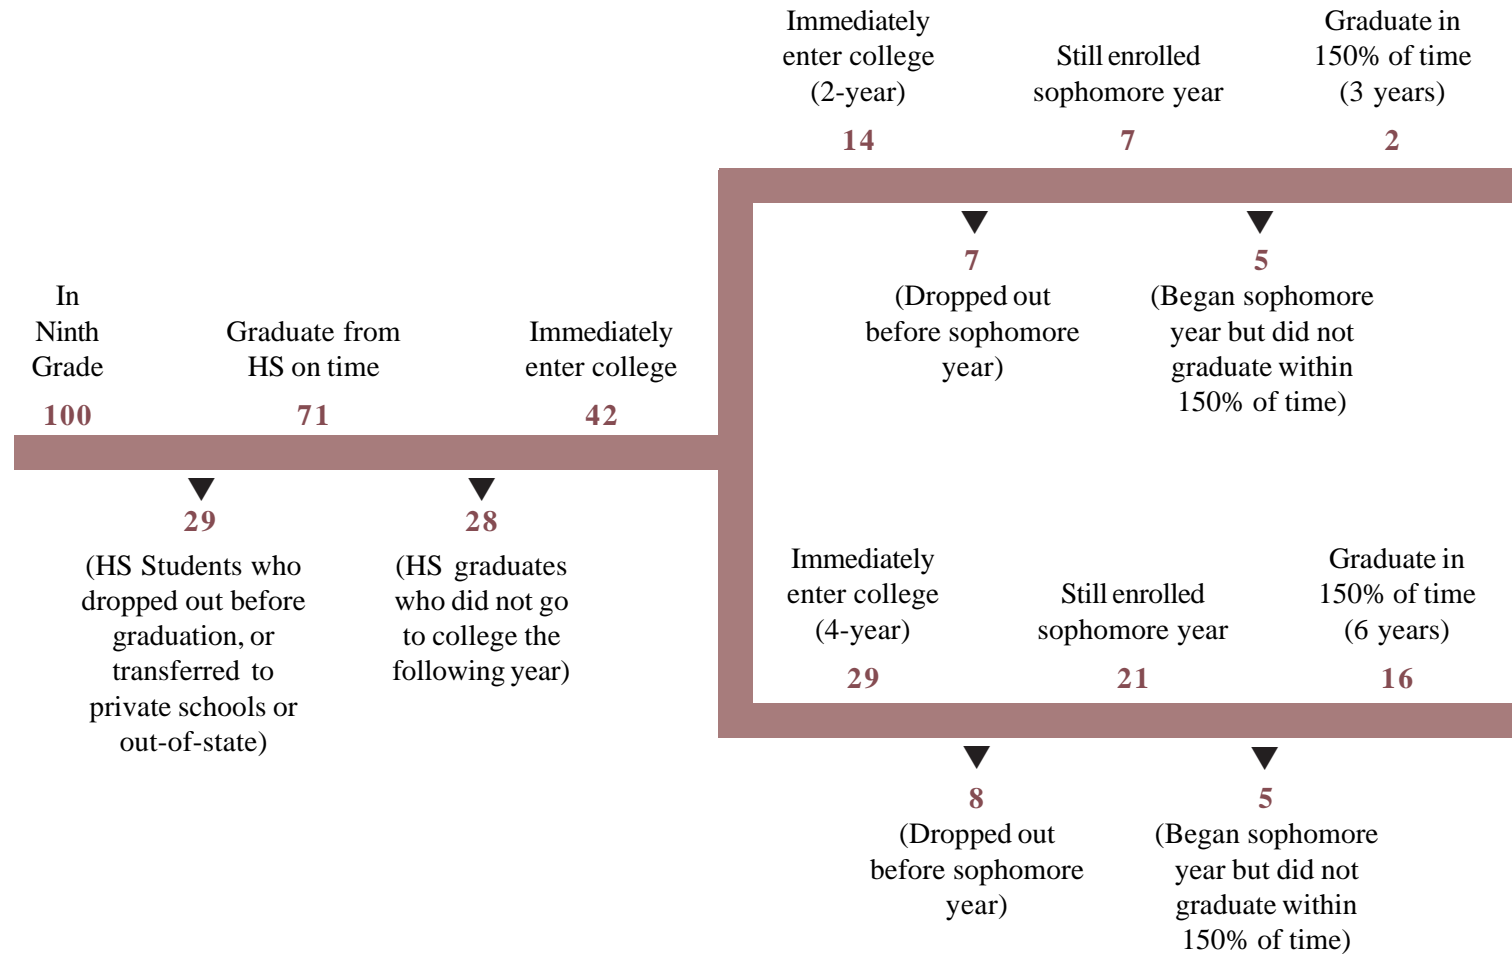 In
Ninth
Grade
100
Graduate from
HS on time
71
Immediately
enter college
42
29
(HS Students who
dropped out before
graduation, or
transferred to
private schools or
out-of-state)
28
(HS graduates
who did not go
to college the
following year)
Immediately
enter college
(2-year)
14
Still enrolled
sophomore year
7
Graduate in
150% of time
(3 years)
2
7
(Dropped out
before sophomore
year)
5
(Began sophomore
year but did not
graduate within
150% of time)
Immediately
enter college
(4-year)
29
Still enrolled
sophomore year
21
Graduate in
150% of time
(6 years)
16
8
(Dropped out
before sophomore
year)
5
(Began sophomore
year but did not
graduate within
150% of time)